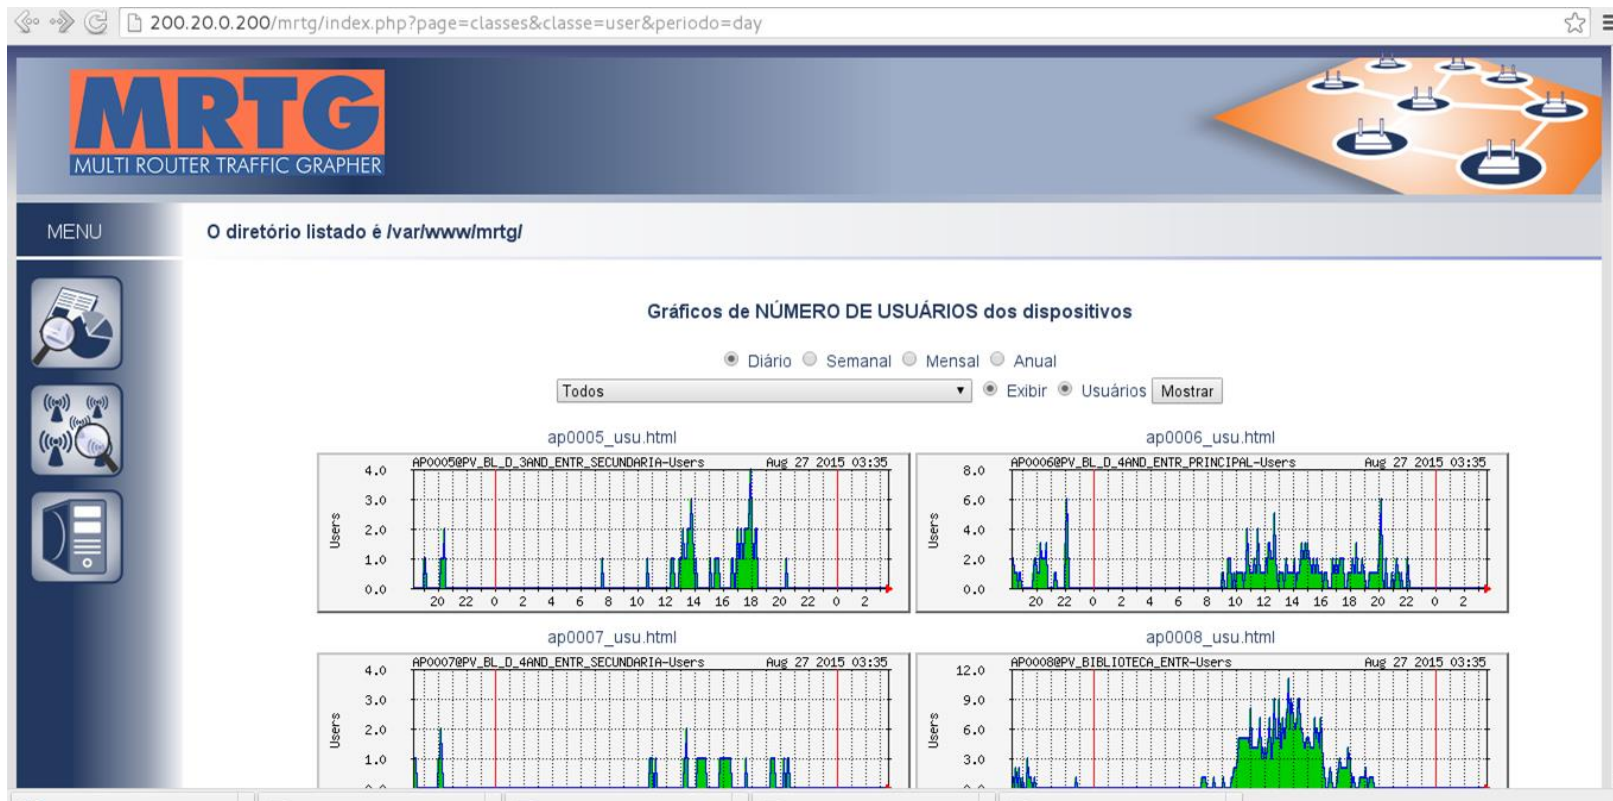 200.20.0.200/mrtg/index.php?page=classes&classe=user&periodo=day
MRTG
MULTI ROUTER TRAFFIC GRAPHER
MENU
O diretório listado é /var/www/mrtg/
Gráficos de NÚMERO DE USUÁRIOS dos dispositivos
Diário Semanal Mensal Anual
Todos Exibir Usuários Mostrar
ap0005_usu.html
AP0005@PV_BL_D_3AND_ENTR_SECUNDARIA-Users Aug 27 2015 03:35
4.0
3.0
2.0
1.0
0.0
Users
20 22 0 2 4 6 8 10 12 14 16 18 20 22 0 2
ap0006_usu.html
AP0006@PV_BL_D_4AND_ENTR_PRINCIPAL-Users Aug 27 2015 03:35
8.0
6.0
4.0
2.0
0.0
Users
20 22 0 2 4 6 8 10 12 14 16 18 20 22 0 2
ap0007_usu.html
AP0007@PV_BL_D_4AND_ENTR_SECUNDARIA-Users Aug 27 2015 03:35
4.0
3.0
2.0
1.0
Users
ap0008_usu.html
AP0008@PV_BIBLIOTECA_ENTR-Users Aug 27 2015 03:35
12.0
9.0
6.0
3.0
Users